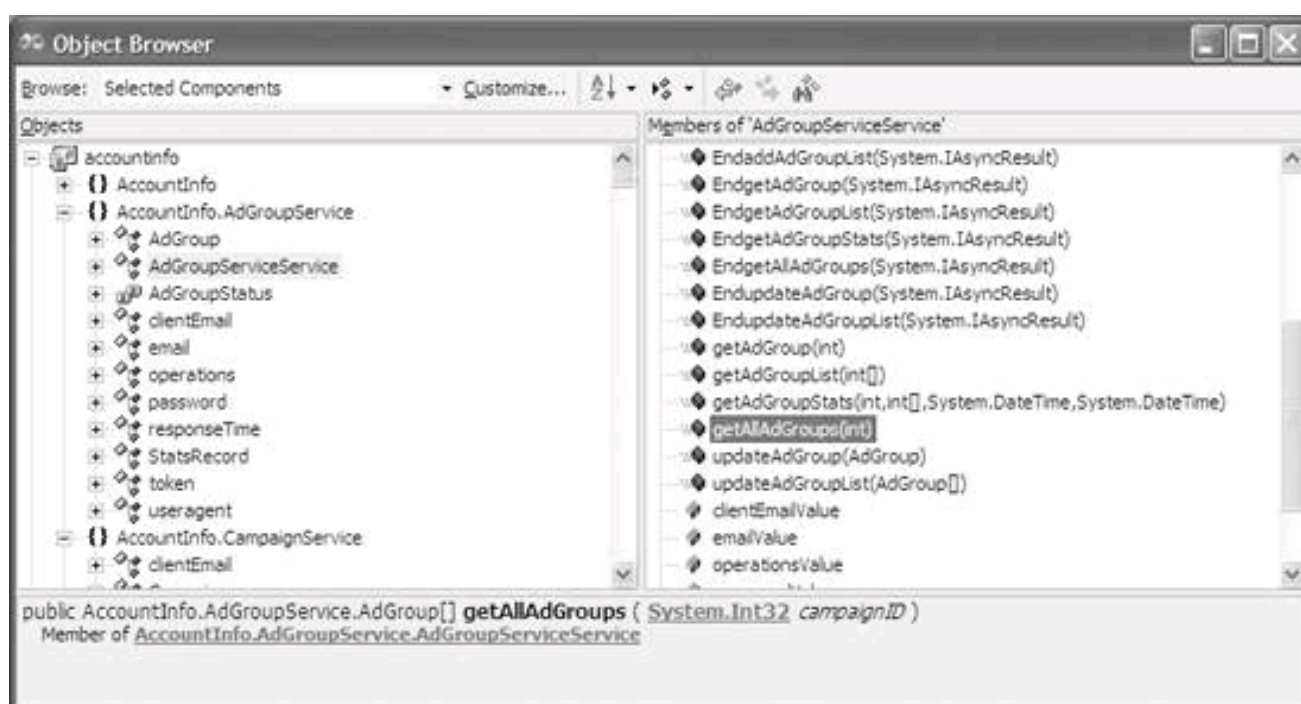 Object Browser
Browse: Selected Components Customize...
Objects
accountinfo
{} AccountInfo
{} AccountInfo.AdGroupService
AdGroup
AdGroupServiceService
AdGroupStatus
clientEmail
email
operations
password
responseTime
StatsRecord
token
useragent
{} AccountInfo.CampaignService
clientEmail
Members of 'AdGroupServiceService'
EndaddAdGroupList(System.IAsyncResult)
EndgetAdGroup(System.IAsyncResult)
EndgetAdGroupList(System.IAsyncResult)
EndgetAdGroupStats(System.IAsyncResult)
EndgetAllAdGroups(System.IAsyncResult)
EndupdateAdGroup(System.IAsyncResult)
EndupdateAdGroupList(System.IAsyncResult)
getAdGroup(int)
getAdGroupList(int[])
getAdGroupStats(int,int[],System.DateTime,System.DateTime)
getAllAdGroups(int)
updateAdGroup(AdGroup)
updateAdGroupList(AdGroup[])
clientEmailValue
emailValue
operationsValue
public AccountInfo.AdGroupService.AdGroup[] getAllAdGroups ( System.Int32 campaignID )
Member of AccountInfo.AdGroupService.AdGroupServiceService